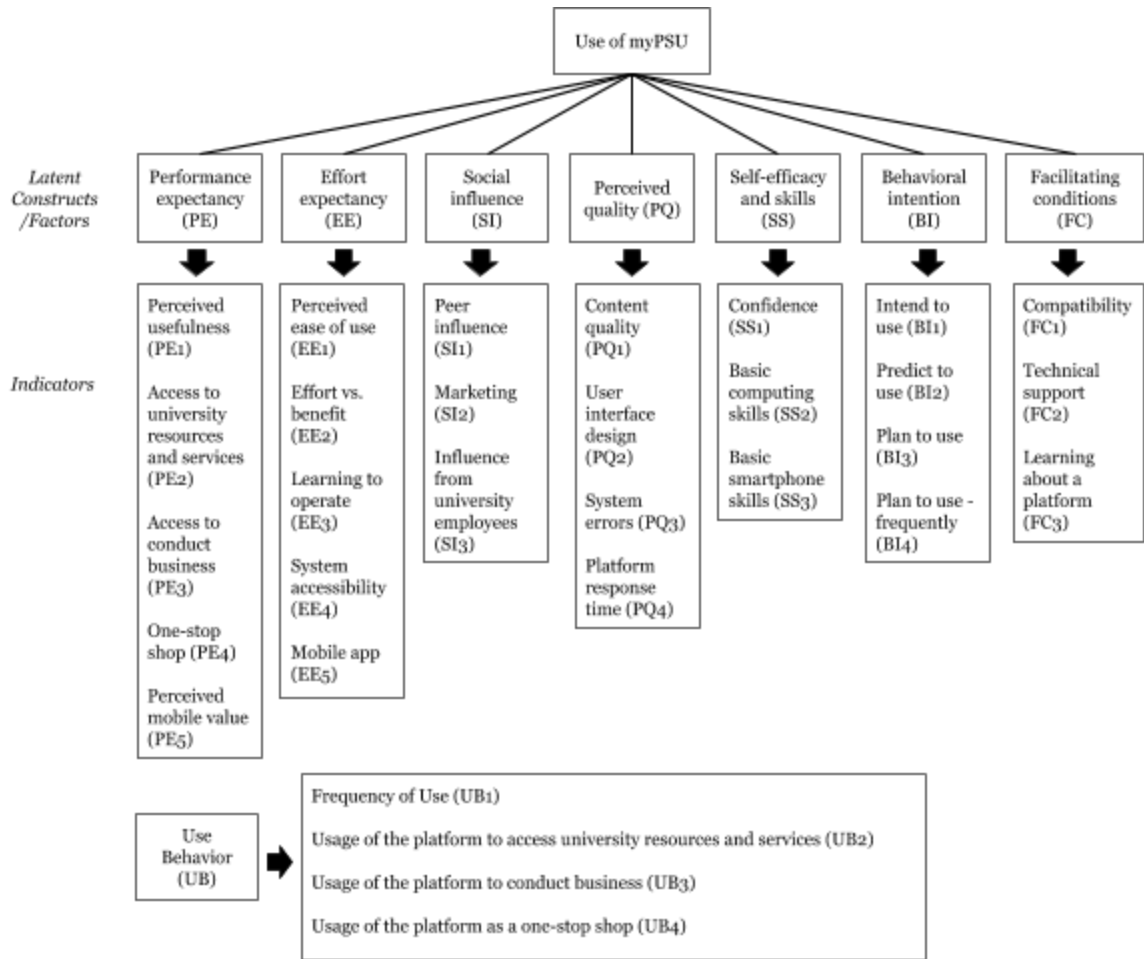 Use of myPSU
Latent
Constructs
/Factors
Performance
expectancy
(PE)
Effort
expectancy
(EE)
Social
influence
(SI)
Perceived
quality (PQ)
Self-efficacy
and skills
(SS)
Behavioral
intention
(BI)
Facilitating
conditions
(FC)
Indicators
Perceived
usefulness
(PE1)
Access to
university
resources
and services
(PE2)
Access to
conduct
business
(PE3)
One-stop
shop (PE4)
Perceived
mobile value
(PE5)
Perceived
ease of use
(EE1)
Effort vs.
benefit
(EE2)
Learning to
operate
(EE3)
System
accessibility
(EE4)
Mobile app
(EE5)
Peer
influence
(SI1)
Marketing
(SI2)
Influence
from
university
employees
(SI3)
Content
quality
(PQ1)
User
interface
design
(PQ2)
System
errors (PQ3)
Platform
response
time (PQ4)
Confidence
(SS1)
Basic
computing
skills (SS2)
Basic
smartphone
skills (SS3)
Intend to
use (BI1)
Predict to
use (BI2)
Plan to use
(BI3)
Plan to use -
frequently
(BI4)
Compatibility
(FC1)
Technical
support
(FC2)
Learning
about a
platform
(FC3)
Use
Behavior
(UB)
Frequency of Use (UB1)
Usage of the platform to access university resources and services (UB2)
Usage of the platform to conduct business (UB3)
Usage of the platform as a one-stop shop (UB4)